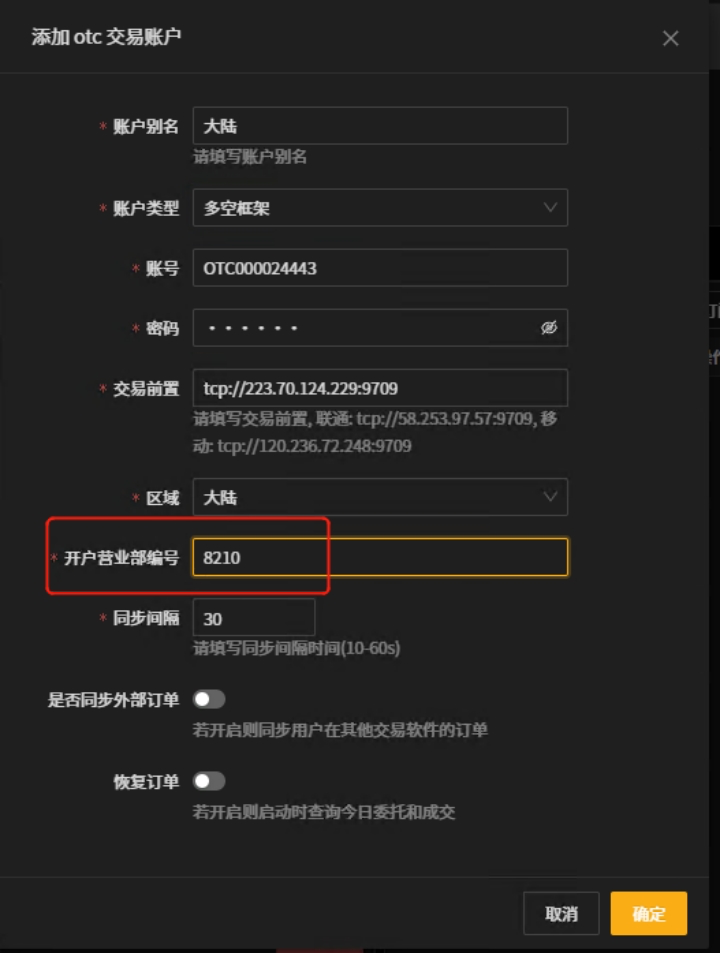 添加 otc 交易账户
* 账户别名 大陆
请填写账户别名
* 账户类型 多空框架
* 账号 OTC000024443
* 密码 ······
* 交易前置 tcp://223.70.124.229:9709
请填写交易前置, 联通: tcp://58.253.97.57:9709, 移
动: tcp://120.236.72.248:9709
* 区域 大陆
* 开户营业部编号 8210
* 同步间隔 30
请填写同步间隔时间(10-60s)
是否同步外部订单
若开启则同步用户在其他交易软件的订单
恢复订单
若开启则启动时查询今日委托和成交
取消 确定